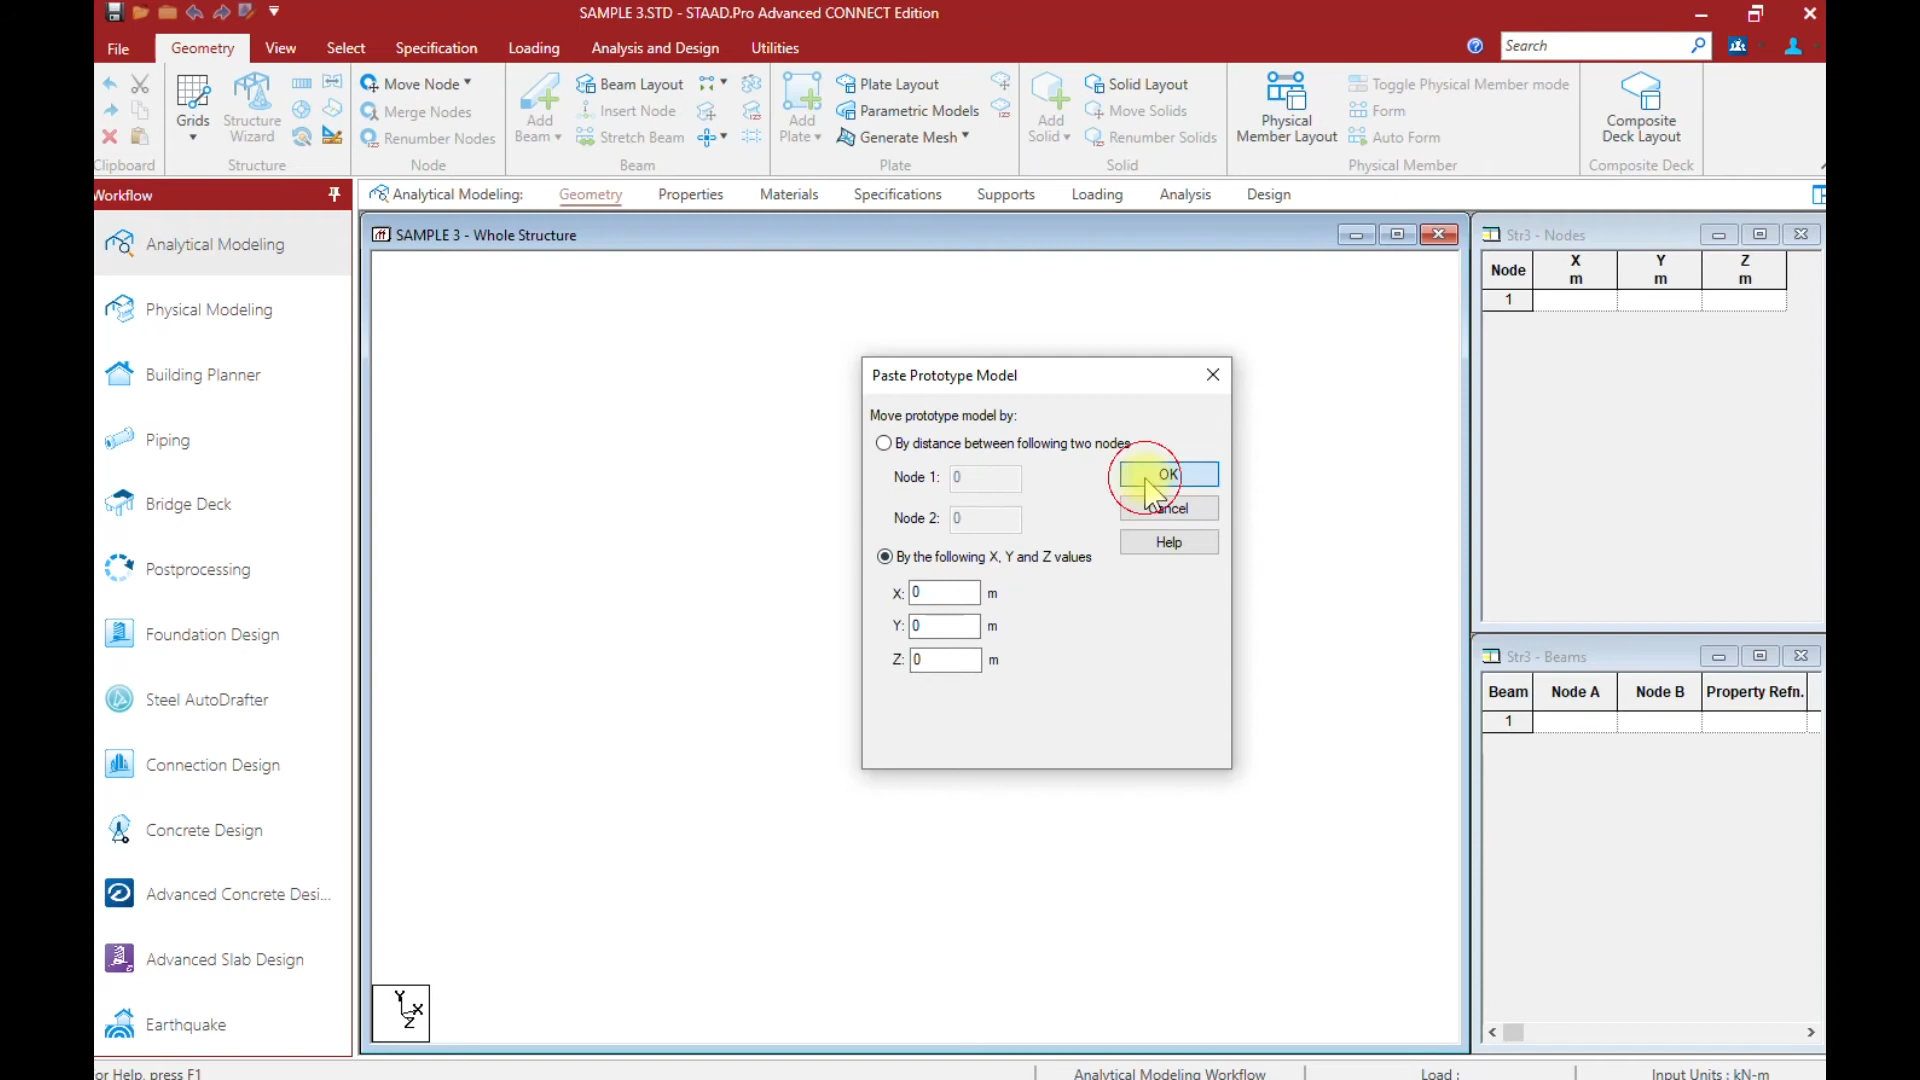 SAMPLE 3.STD - STAAD.Pro Advanced CONNECT Edition
File
Geometry
View
Select
Specification
Loading
Analysis and Design
Utilities
Search
Grids
Structure Wizard
Move Node
Merge Nodes
Renumber Nodes
Add Beam
Beam Layout
Insert Node
Stretch Beam
Add Plate
Plate Layout
Parametric Models
Generate Mesh
Add Solid
Solid Layout
Move Solids
Renumber Solids
Physical Member Layout
Toggle Physical Member mode
Form
Auto Form
Composite Deck Layout
Clipboard
Structure
Node
Beam
Plate
Solid
Physical Member
Composite Deck
Workflow
Analytical Modeling:
Geometry
Properties
Materials
Specifications
Supports
Loading
Analysis
Design
Analytical Modeling
Physical Modeling
Building Planner
Piping
Bridge Deck
Postprocessing
Foundation Design
Steel AutoDrafter
Connection Design
Concrete Design
Advanced Concrete Desi...
Advanced Slab Design
Earthquake
SAMPLE 3 - Whole Structure
Paste Prototype Model
Move prototype model by:
By distance between following two nodes
Node 1: 0
Node 2: 0
OK
Help
By the following X, Y and Z values
X: 0 m
Y: 0 m
Z: 0 m
Y
X
Z
Str3 - Nodes
Node X m Y m Z m
1
Str3 - Beams
Beam Node A Node B Property Refn.
1
or Help, press F1
Analytical Modeling Workflow
Load :
Input Units : kN-m